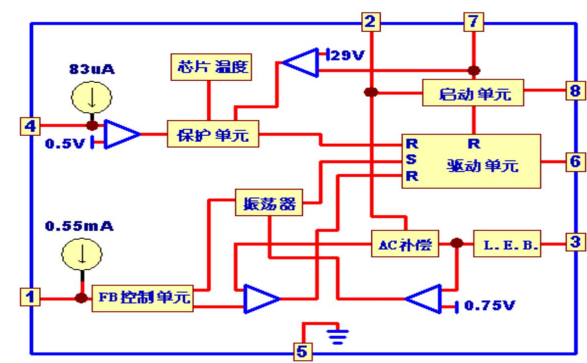 2
7
29V
芯片温度
83uA
启动单元
8
4
0.5V
保护单元
R
R
S
驱动单元
6
R
振荡器
0.55mA
AC补偿
L.E.B.
3
1
FB控制单元
0.75V
5